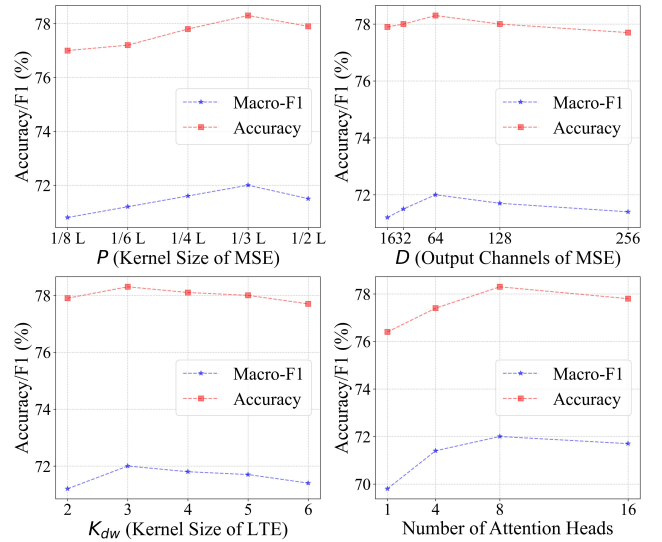 Accuracy/F1 (%)
78
76
74
72
Macro-F1
Accuracy
1/8 L 1/6 L 1/4 L 1/3 L 1/2 L
P (Kernel Size of MSE)
Accuracy/F1 (%)
78
76
74
72
Macro-F1
Accuracy
16 32 64 128 256
D (Output Channels of MSE)
Accuracy/F1 (%)
78
76
74
72
Macro-F1
Accuracy
2 3 4 5 6
K_dw (Kernel Size of LTE)
Accuracy/F1 (%)
78
76
74
72
70
Macro-F1
Accuracy
1 4 8 16
Number of Attention Heads